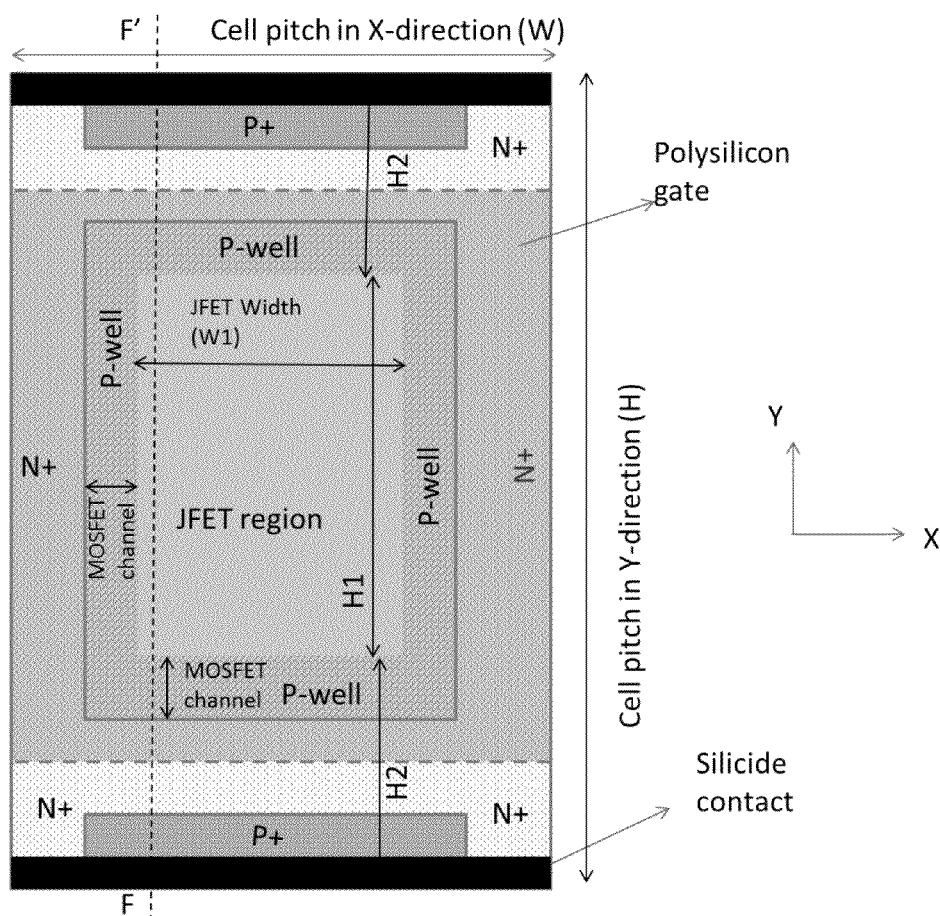 F’
Cell pitch in X-direction (W)
P+
N+
N+
H2
Polysilicon
gate
P-well
JFET Width
(W1)
P-well
P-well
N+
N+
MOSFET
channel
JFET region
H1
Cell pitch in Y-direction (H)
Y
X
MOSFET
channel
P-well
H2
Silicide
contact
N+
N+
P+
F